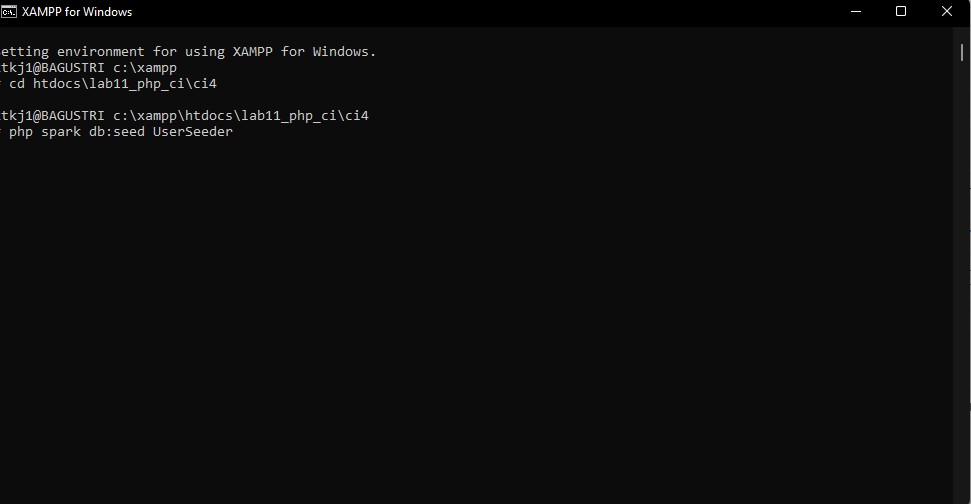 XAMPP for Windows
etting environment for using XAMPP for Windows.
tkj1@BAGUSTRI c:\xampp
cd htdocs\lab11_php_ci\ci4
tkj1@BAGUSTRI c:\xampp\htdocs\lab11_php_ci\ci4
php spark db:seed UserSeeder